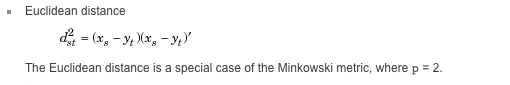 ▪ Euclidean distance
d²ₛₜ = (xₛ − yₜ)(xₛ − yₜ)′
The Euclidean distance is a special case of the Minkowski metric, where p = 2.